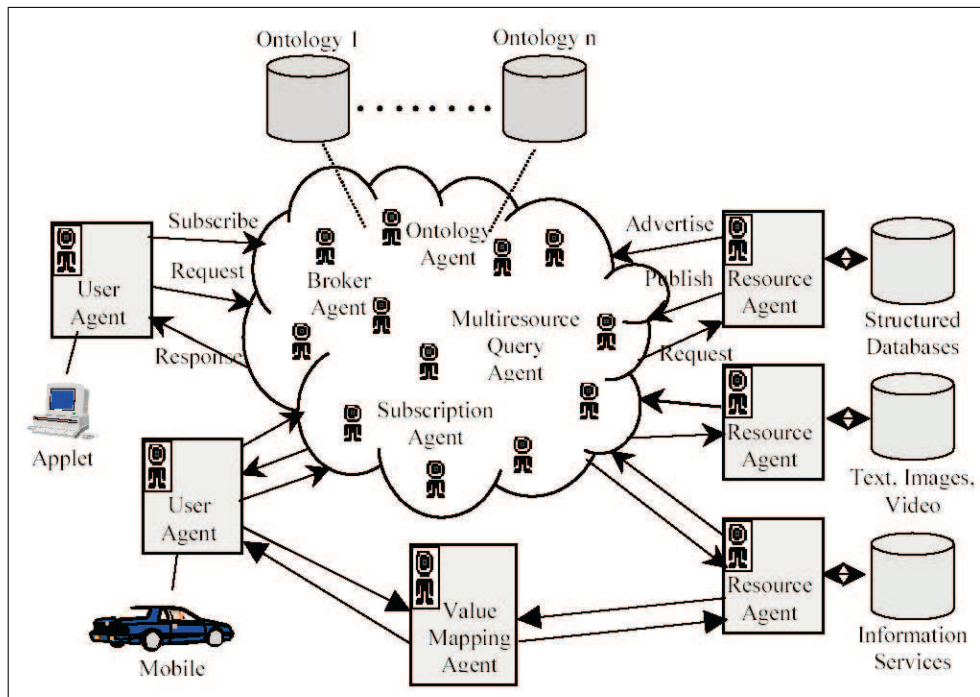 Ontology 1
Ontology n
Subscribe
Request
Response
User
Agent
Applet
Broker
Agent
Ontology
Agent
Multiresource
Query
Agent
Subscription
Agent
Advertise
Publish
Request
Resource
Agent
Structured
Databases
Resource
Agent
Text, Images,
Video
User
Agent
Mobile
Value
Mapping
Agent
Resource
Agent
Information
Services